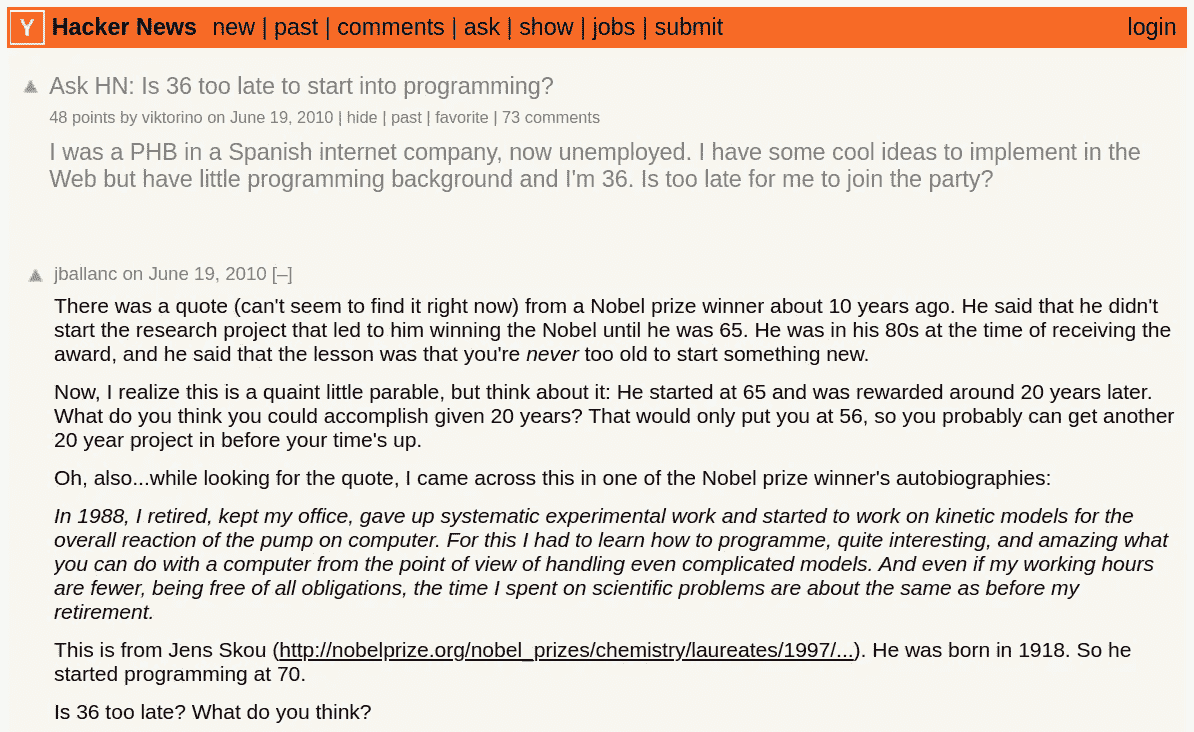 Y Hacker News new | past | comments | ask | show | jobs | submit login
▲ Ask HN: Is 36 too late to start into programming?
48 points by viktorino on June 19, 2010 | hide | past | favorite | 73 comments
I was a PHB in a Spanish internet company, now unemployed. I have some cool ideas to implement in the
Web but have little programming background and I'm 36. Is too late for me to join the party?
▲ jballanc on June 19, 2010 [–]
There was a quote (can't seem to find it right now) from a Nobel prize winner about 10 years ago. He said that he didn't
start the research project that led to him winning the Nobel until he was 65. He was in his 80s at the time of receiving the
award, and he said that the lesson was that you're never too old to start something new.
Now, I realize this is a quaint little parable, but think about it: He started at 65 and was rewarded around 20 years later.
What do you think you could accomplish given 20 years? That would only put you at 56, so you probably can get another
20 year project in before your time's up.
Oh, also...while looking for the quote, I came across this in one of the Nobel prize winner's autobiographies:
In 1988, I retired, kept my office, gave up systematic experimental work and started to work on kinetic models for the
overall reaction of the pump on computer. For this I had to learn how to programme, quite interesting, and amazing what
you can do with a computer from the point of view of handling even complicated models. And even if my working hours
are fewer, being free of all obligations, the time I spent on scientific problems are about the same as before my
retirement.
This is from Jens Skou (http://nobelprize.org/nobel_prizes/chemistry/laureates/1997/...). He was born in 1918. So he
started programming at 70.
Is 36 too late? What do you think?